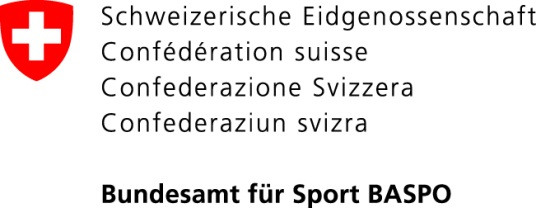 Schweizerische Eidgenossenschaft
Confédération suisse
Confederazione Svizzera
Confederaziun svizra
Bundesamt für Sport BASPO